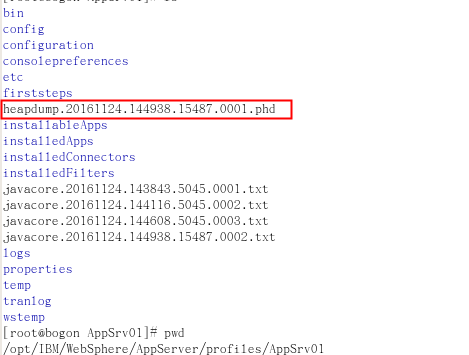 bin
config
configuration
consolepreferences
etc
firststeps
heapdump.20161124.144938.15487.0001.phd
installableApps
installedApps
installedConnectors
installedFilters
javacore.20161124.143843.5045.0001.txt
javacore.20161124.144116.5045.0002.txt
javacore.20161124.144608.5045.0003.txt
javacore.20161124.144938.15487.0002.txt
logs
properties
temp
tranlog
wstemp
[root@bogon AppSrv01]# pwd
/opt/IBM/WebSphere/AppServer/profiles/AppSrv01